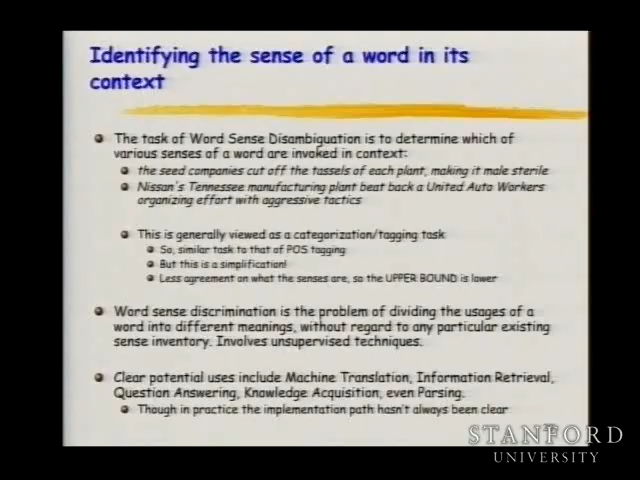 Identifying the sense of a word in its
context
The task of Word Sense Disambiguation is to determine which of
various senses of a word are invoked in context:
the seed companies cut off the tassels of each plant, making it male sterile
Nissan's Tennessee manufacturing plant beat back a United Auto Workers
organizing effort with aggressive tactics
This is generally viewed as a categorization/tagging task
So, similar task to that of POS tagging
But this is a simplification!
Less agreement on what the senses are, so the UPPER BOUND is lower
Word sense discrimination is the problem of dividing the usages of a
word into different meanings, without regard to any particular existing
sense inventory. Involves unsupervised techniques.
Clear potential uses include Machine Translation, Information Retrieval,
Question Answering, Knowledge Acquisition, even Parsing.
Though in practice the implementation path hasn't always been clear
STANFORD
UNIVERSITY